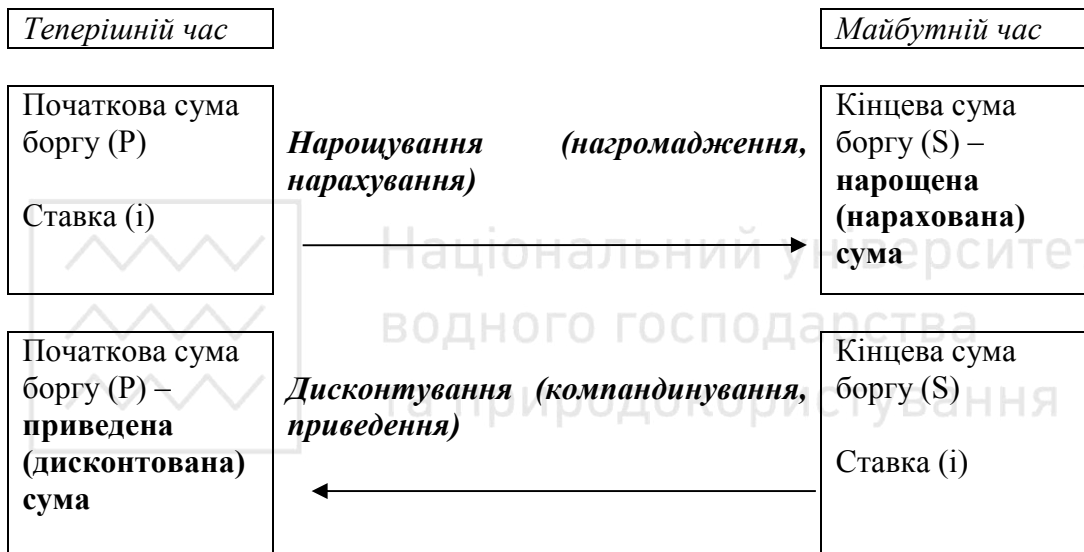 Теперішній час
Майбутній час
Початкова сума
боргу (Р)
Ставка (і)
Нарощування (нагромадження,
нарахування)
Кінцева сума
боргу (S) –
нарощена
(нарахована)
сума
Початкова сума
боргу (Р) –
приведена
(дисконтована)
сума
Дисконтування (компандинування,
приведення)
Кінцева сума
боргу (S)
Ставка (і)
Національний університе
водного господарства
та природокористування